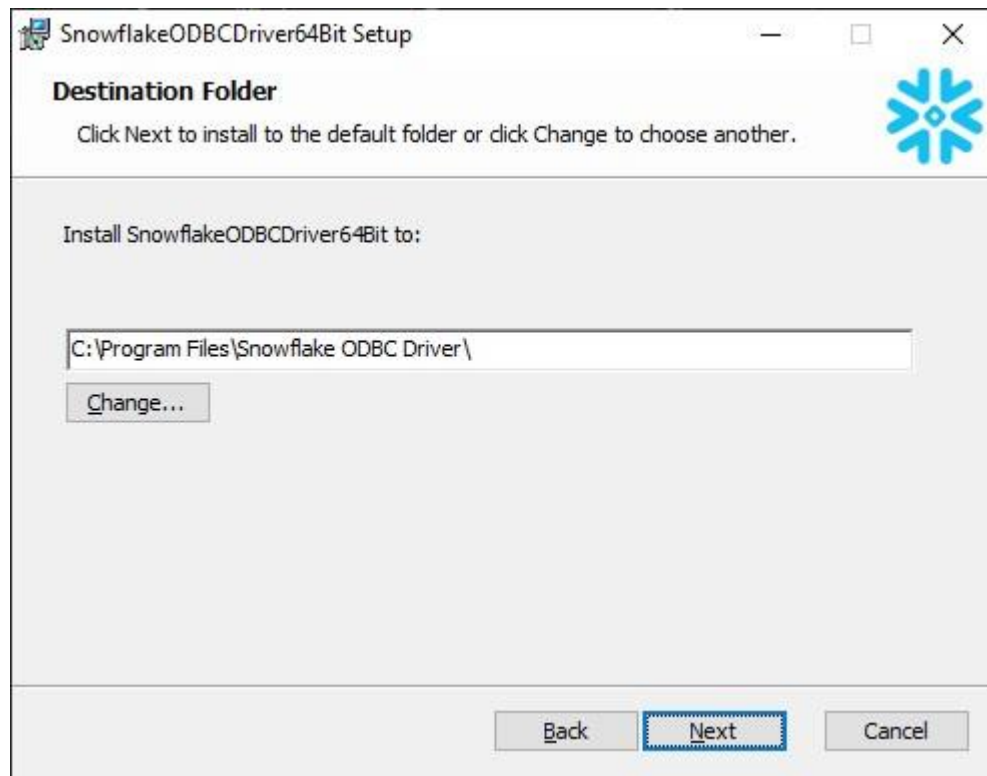 SnowflakeODBCDriver64Bit Setup
Destination Folder
Click Next to install to the default folder or click Change to choose another.
Install SnowflakeODBCDriver64Bit to:
C:\Program Files\Snowflake ODBC Driver\
Change...
Back Next Cancel